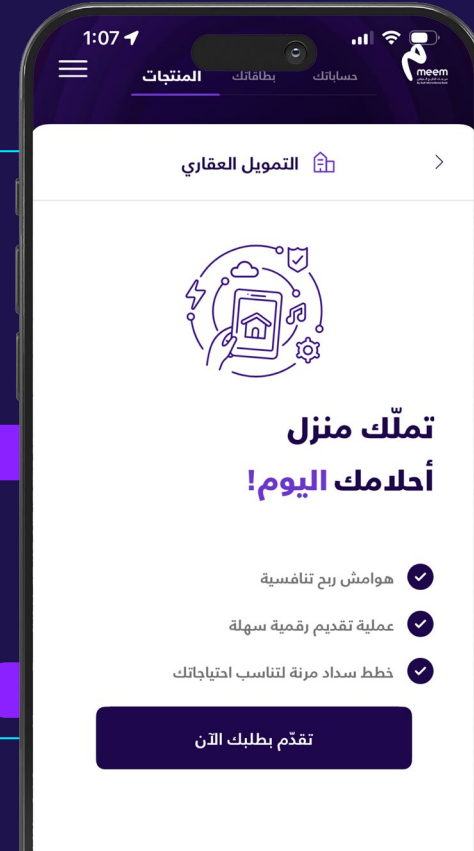 1:07
meem
حساباتك بطاقاتك المنتجات
التمويل العقاري
تملّك منزل
أحلامك اليوم!
هوامش ربح تنافسية
عملية تقديم رقمية سهلة
خطط سداد مرنة لتناسب احتياجاتك
تقدّم بطلبك الآن